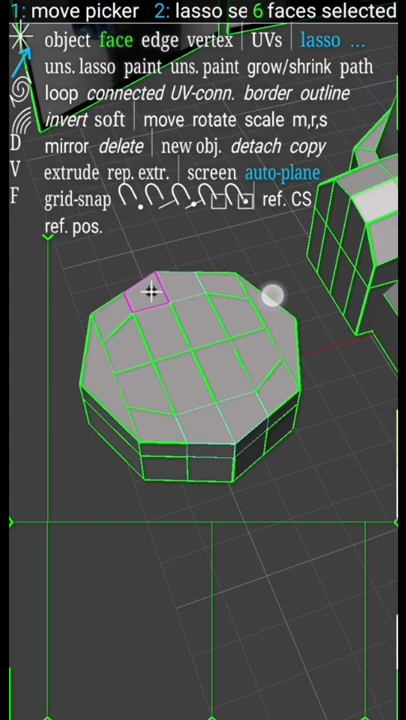 1: move picker 2: lasso se 6 faces selected
object face edge vertex | UVs | lasso ...
uns. lasso paint uns. paint grow/shrink path
loop connected UV-conn. border outline
invert soft | move rotate scale m,r,s
D mirror delete | new obj. detach copy
V extrude rep. extr. | screen auto-plane
F grid-snap ref. CS
ref. pos.